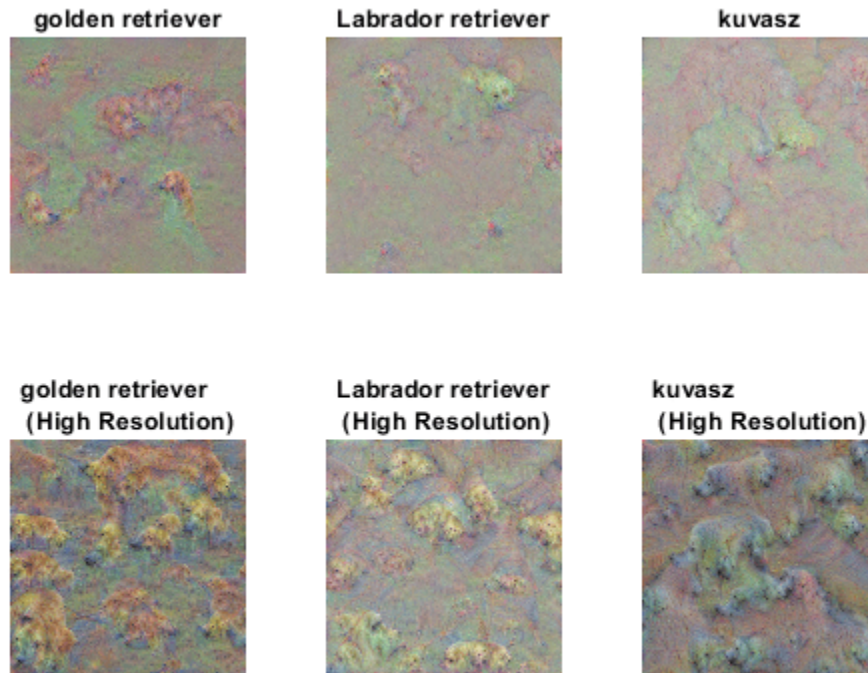 golden retriever
Labrador retriever
kuvasz
golden retriever
(High Resolution)
Labrador retriever
(High Resolution)
kuvasz
(High Resolution)